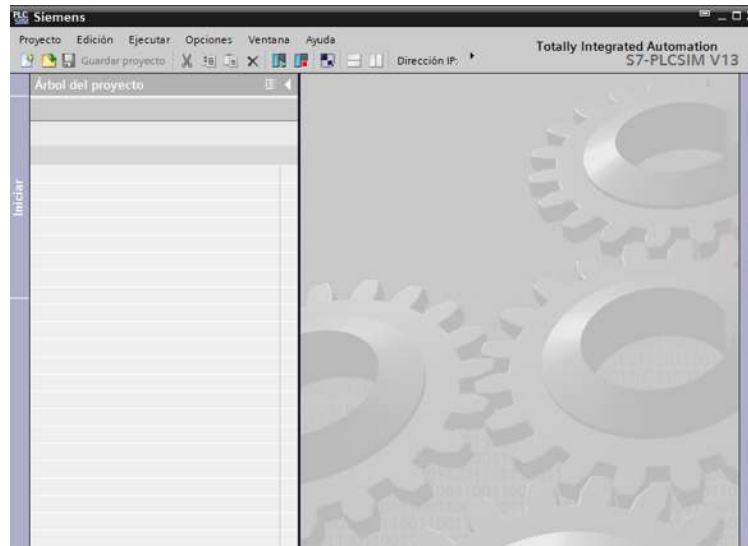 Siemens
Proyecto Edición Ejecutar Opciones Ventana Ayuda
Totally Integrated Automation
S7-PLCSIM V13
Guardar proyecto
Dirección IP:
Árbol del proyecto
Iniciar